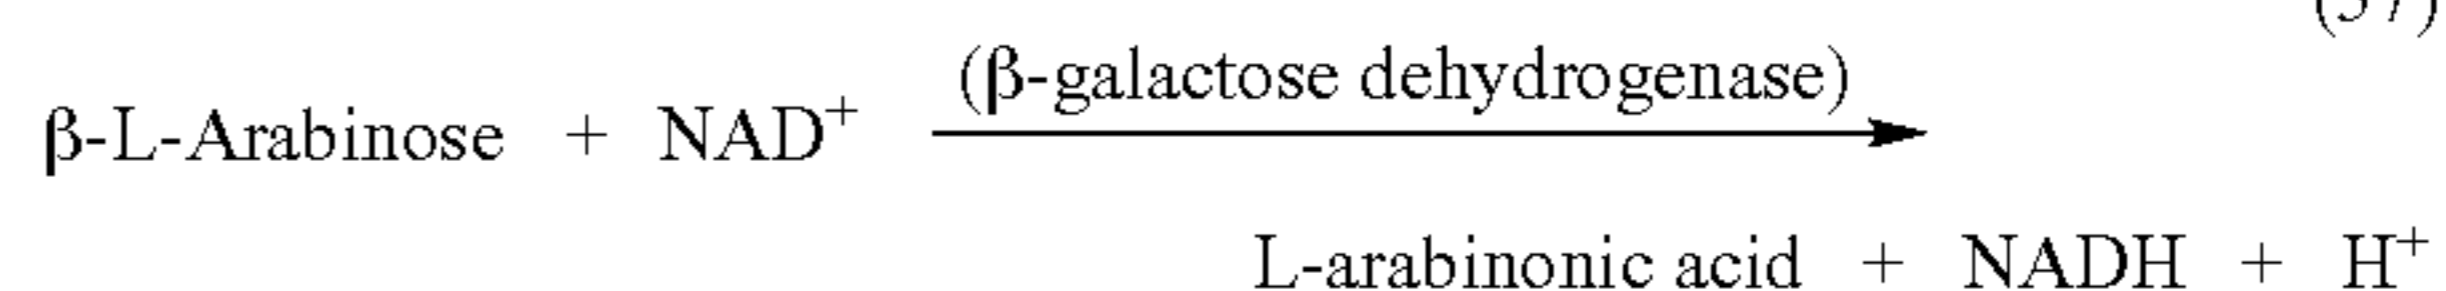 (β-galactose dehydrogenase)
β-L-Arabinose + NAD⁺
L-arabinonic acid + NADH + H⁺